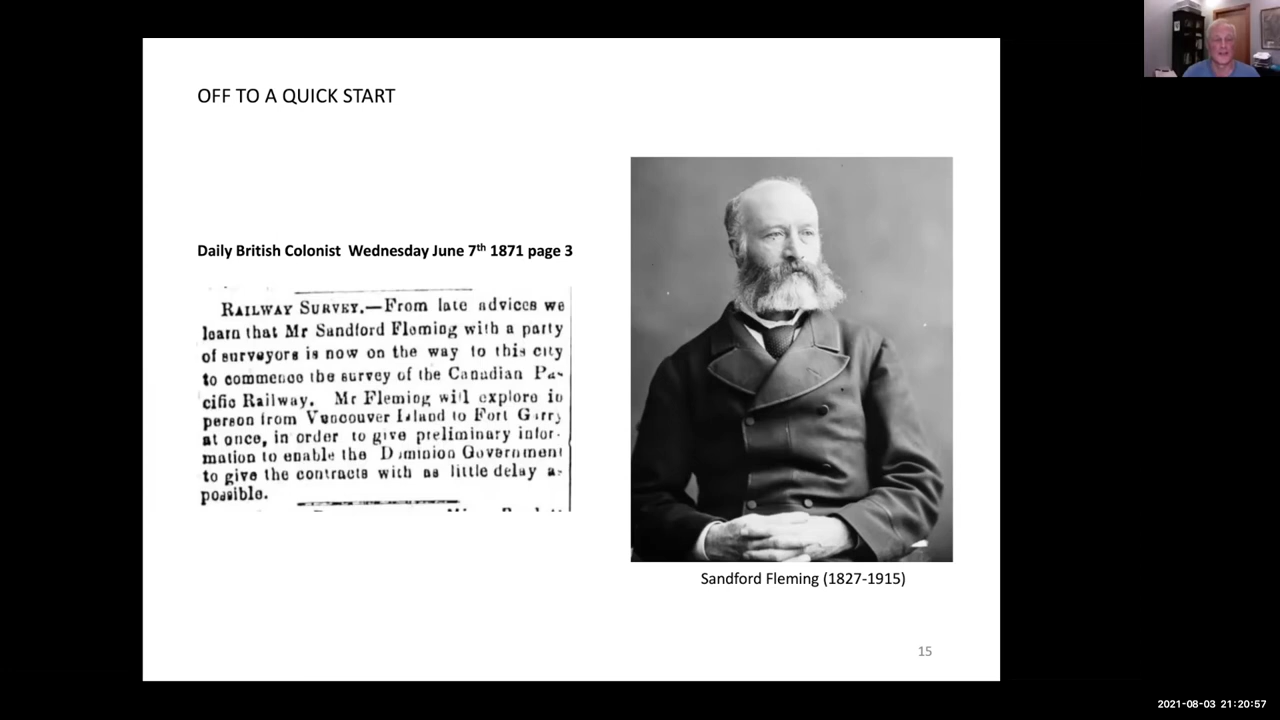 OFF TO A QUICK START
Daily British Colonist Wednesday June 7th 1871 page 3
RAILWAY SURVEY.—From late advices we
learn that Mr Sandford Fleming with a party
of surveyors is now on the way to this city
to commence the survey of the Canadian Pa-
cific Railway. Mr Fleming will explore in
person from Vancouver Island to Fort Garry
at once, in order to give preliminary infor-
mation to enable the Dominion Government
to give the contracts with as little delay as
possible.
Sandford Fleming (1827-1915)
15
2021-08-03 21:20:57